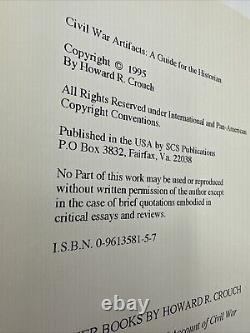 Civil War Artifacts: A Guide for the Historian
Copyright © 1995
By Howard R. Crouch
All Rights Reserved under International and Pan-American
Copyright Conventions.
Published in the USA by SCS Publications
P.O Box 3832, Fairfax, Va. 22038
No Part of this work may be used or reproduced
without written permission of the author except
in the case of brief quotations embodied in
critical essays and reviews.
I.S.B.N. 0-9613581-5-7
BOOKS BY HOWARD R. CROUCH
Account of Civil War